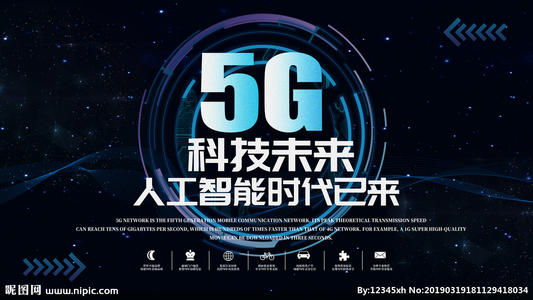 5G
科技未来
人工智能时代已来
5G NETWORK IS THE FIFTH GENERATION MOBILE COMMUNICATION NETWORK. ITS PEAK THEORETICAL TRANSMISSION SPEED
CAN REACH TENS OF GIGABYTES PER SECOND, WHICH IS HUNDREDS OF TIMES FASTER THAN THAT OF 4G NETWORK. FOR EXAMPLE, A 1G SUPER HIGH QUALITY
MOVIE CAN BE DOWNLOADED IN THREE SECONDS.
昵图网
www.nipic.com
By:12345xh No:20190319181129418034